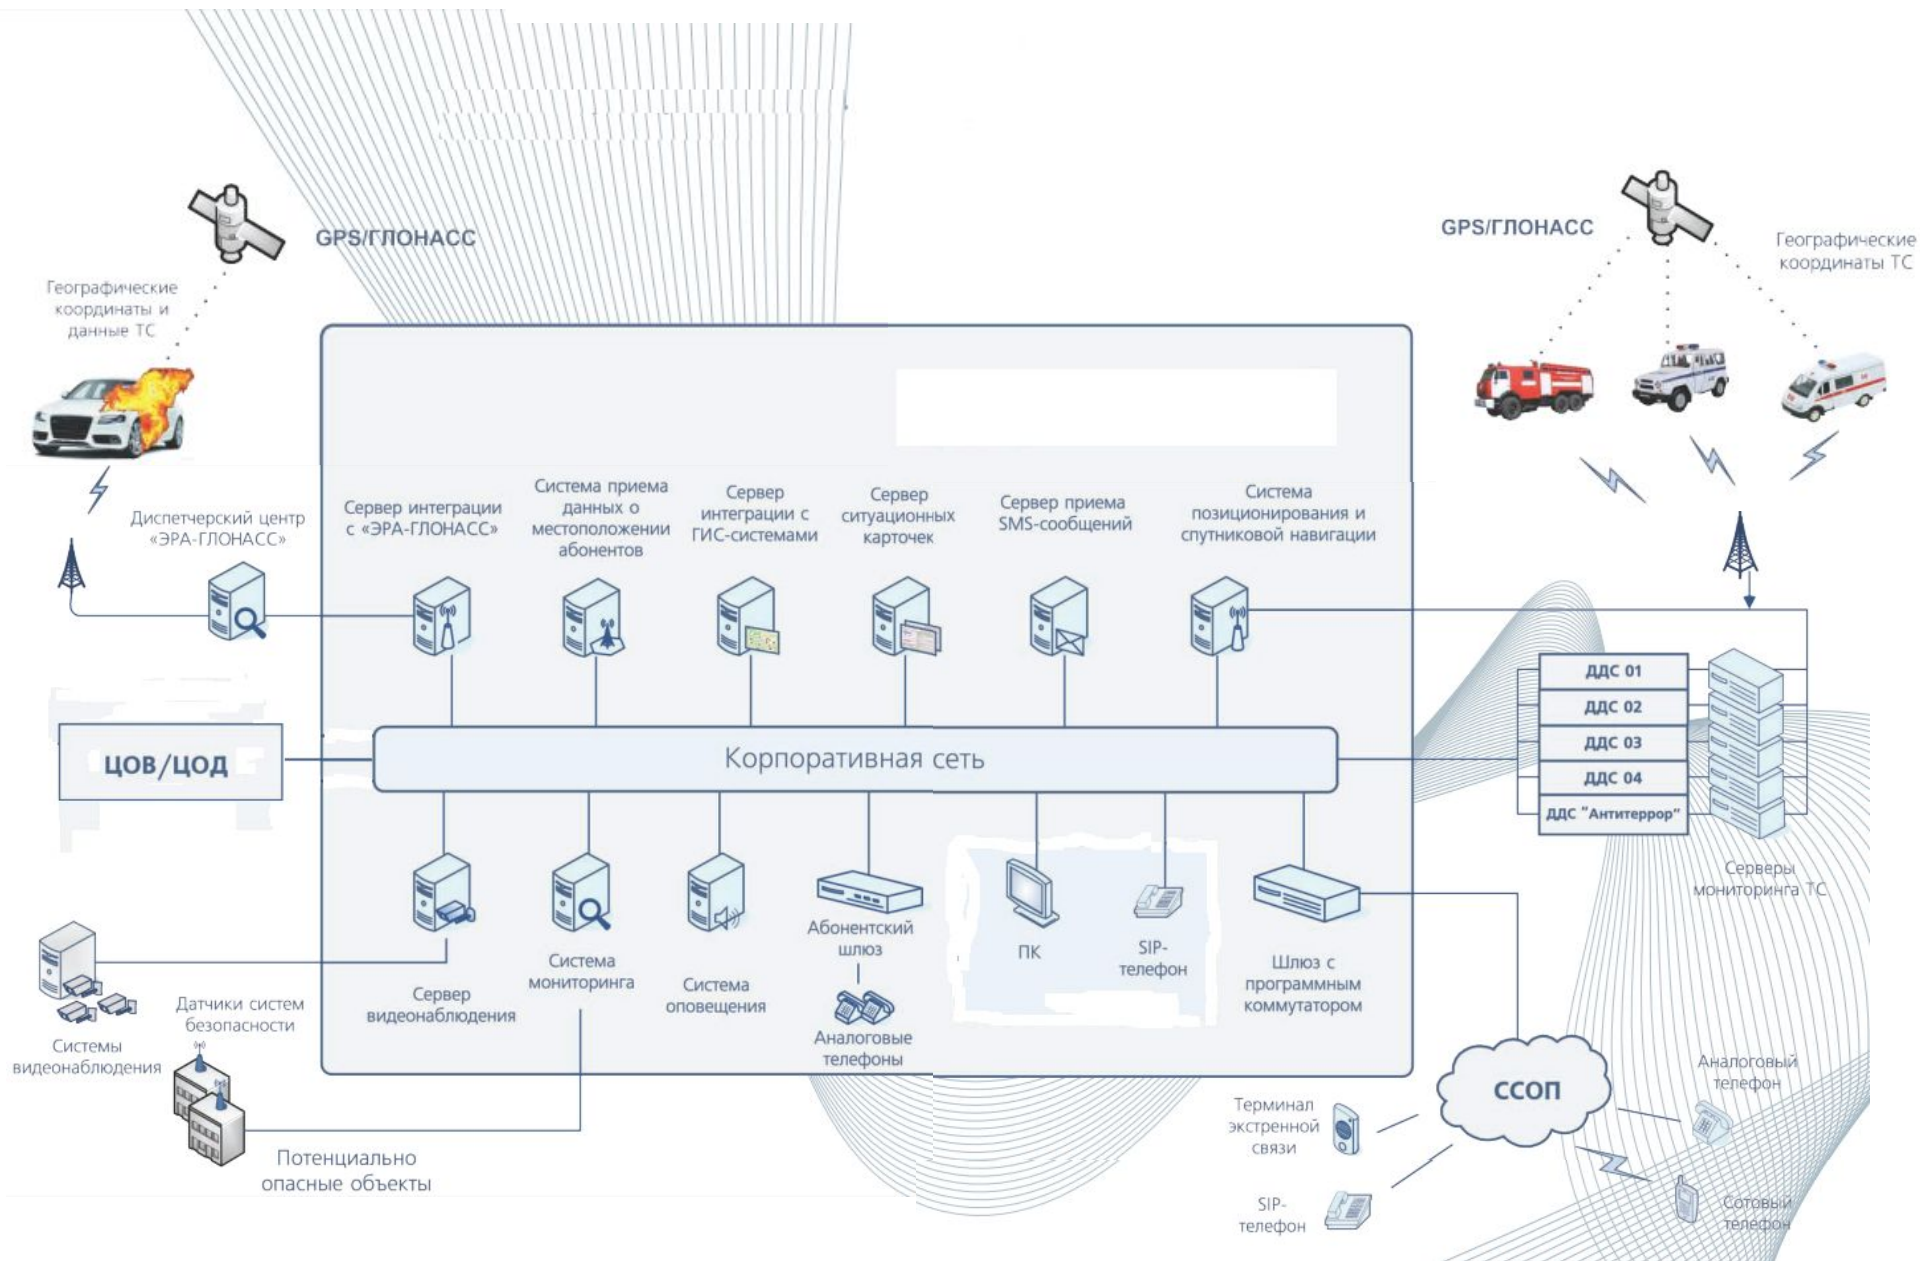 GPS/ГЛОНАСС
Географические
координаты и
данные ТС
GPS/ГЛОНАСС
Географические
координаты ТС
Диспетчерский центр
«ЭРА-ГЛОНАСС»
Сервер интеграции
с «ЭРА-ГЛОНАСС»
Система приема
данных о
местоположении
абонентов
Сервер
интеграции с
ГИС-системами
Сервер
ситуационных
карточек
Сервер приема
SMS-сообщений
Система
позиционирования и
спутниковой навигации
ЦОВ/ЦОД
Корпоративная сеть
ДДС 01
ДДС 02
ДДС 03
ДДС 04
ДДС "Антитеррор"
Серверы
мониторинга ТС
Системы
видеонаблюдения
Датчики систем
безопасности
Потенциально
опасные объекты
Сервер
видеонаблюдения
Система
мониторинга
Система
оповещения
Абонентский
шлюз
Аналоговые
телефоны
ПК
SIP-
телефон
Шлюз с
программным
коммутатором
ССОП
Терминал
экстренной
связи
SIP-
телефон
Аналоговый
телефон
Сотовый
телефон